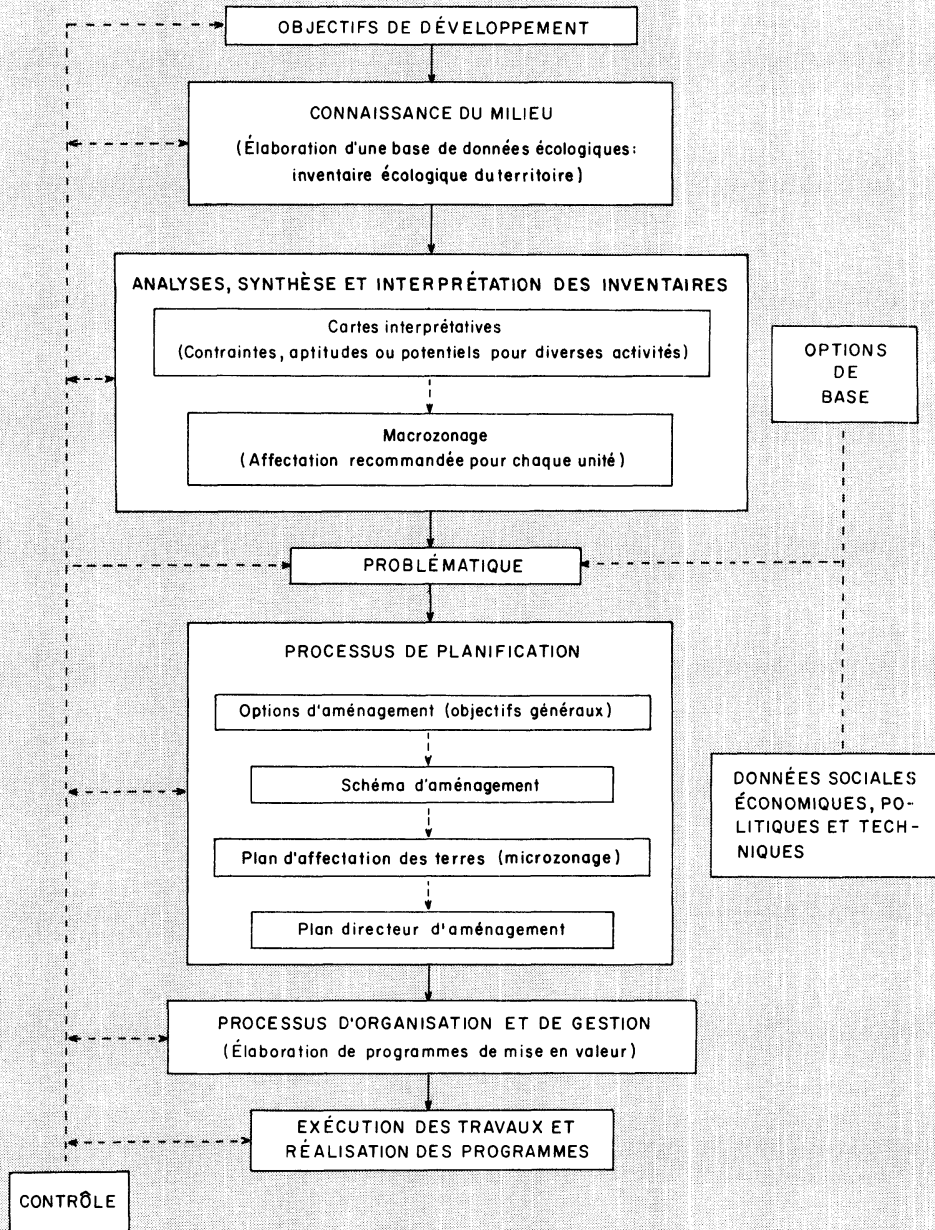 OBJECTIFS DE DÉVELOPPEMENT
CONNAISSANCE DU MILIEU
(Élaboration d'une base de données écologiques:
inventaire écologique du territoire)
ANALYSES, SYNTHÈSE ET INTERPRÉTATION DES INVENTAIRES
Cartes interprétatives
(Contraintes, aptitudes ou potentiels pour diverses activités)
Macrozonage
(Affectation recommandée pour chaque unité)
OPTIONS
DE
BASE
PROBLÉMATIQUE
PROCESSUS DE PLANIFICATION
Options d'aménagement (objectifs généraux)
Schéma d'aménagement
Plan d'affectation des terres (microzonage)
Plan directeur d'aménagement
DONNÉES SOCIALES
ÉCONOMIQUES, PO-
LITIQUES ET TECH-
NIQUES
PROCESSUS D'ORGANISATION ET DE GESTION
(Élaboration de programmes de mise en valeur)
EXÉCUTION DES TRAVAUX ET
RÉALISATION DES PROGRAMMES
CONTRÔLE